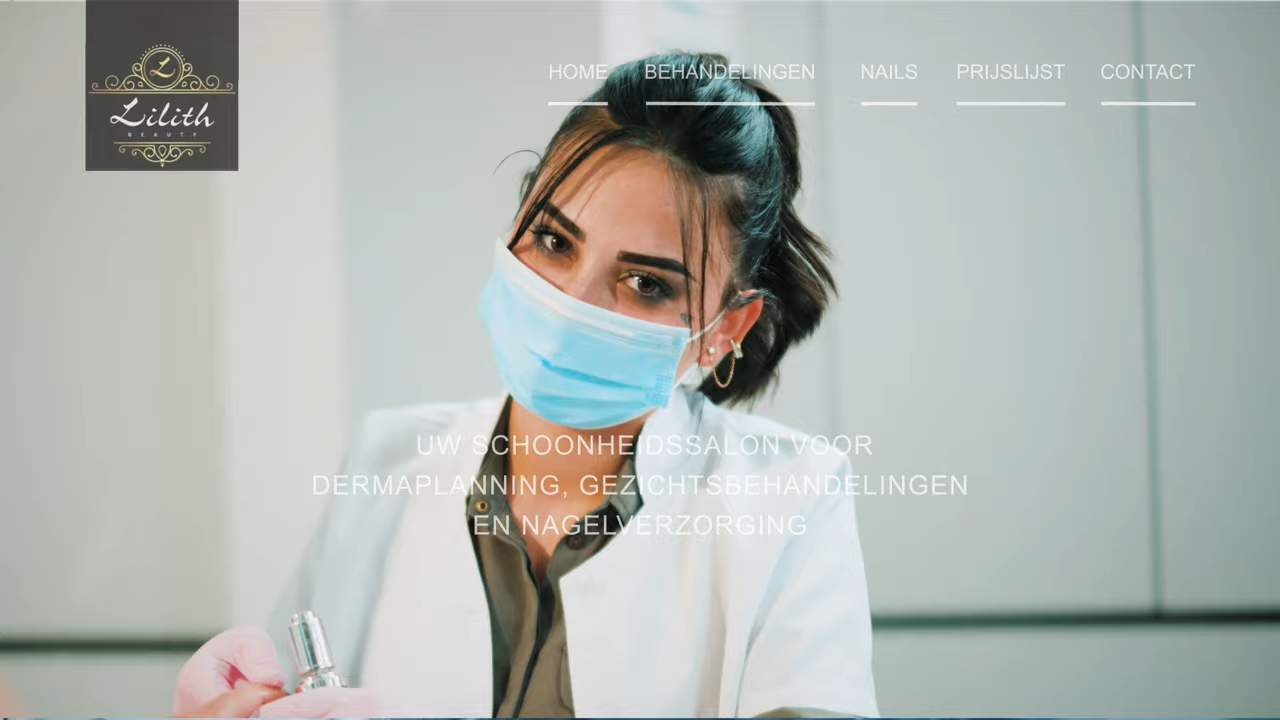 L
Lilith
BEAUTY
HOME BEHANDELINGEN NAILS PRIJSLIJST CONTACT
UW SCHOONHEIDSSALON VOOR
DERMAPLANNING, GEZICHTSBEHANDELINGEN
EN NAGELVERZORGING